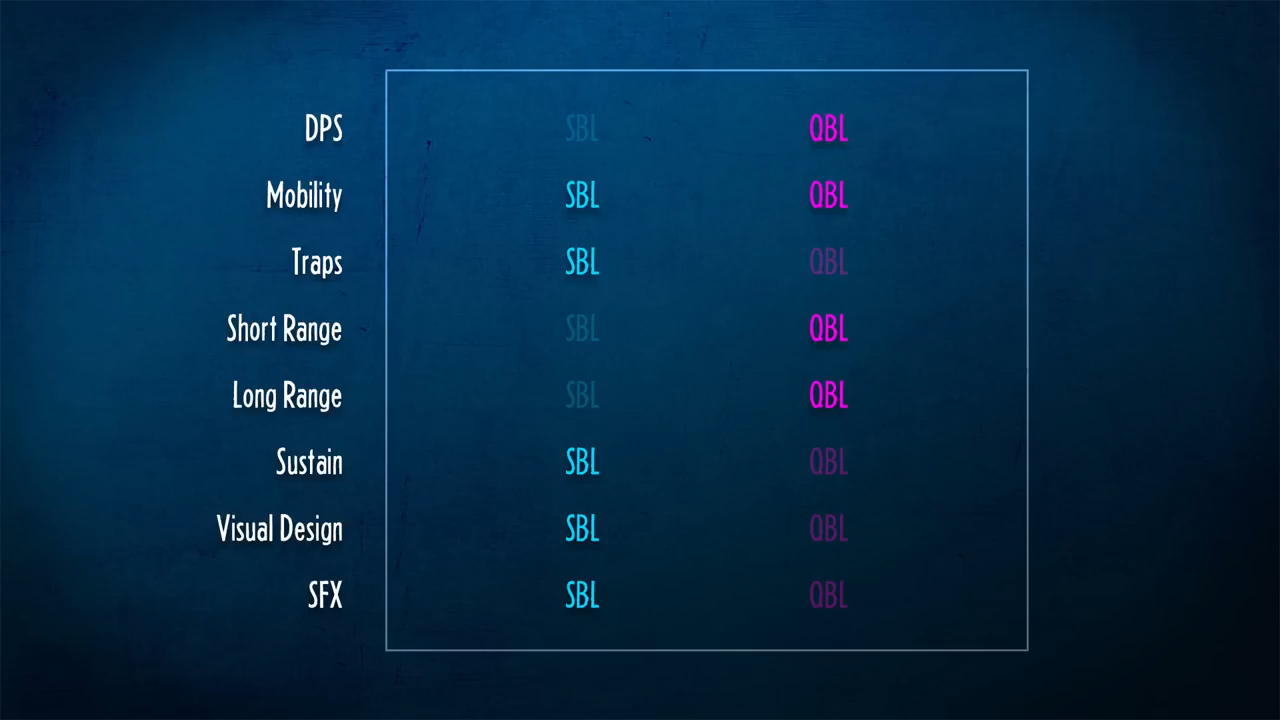 DPS SBL QBL
Mobility SBL QBL
Traps SBL QBL
Short Range SBL QBL
Long Range SBL QBL
Sustain SBL QBL
Visual Design SBL QBL
SFX SBL QBL